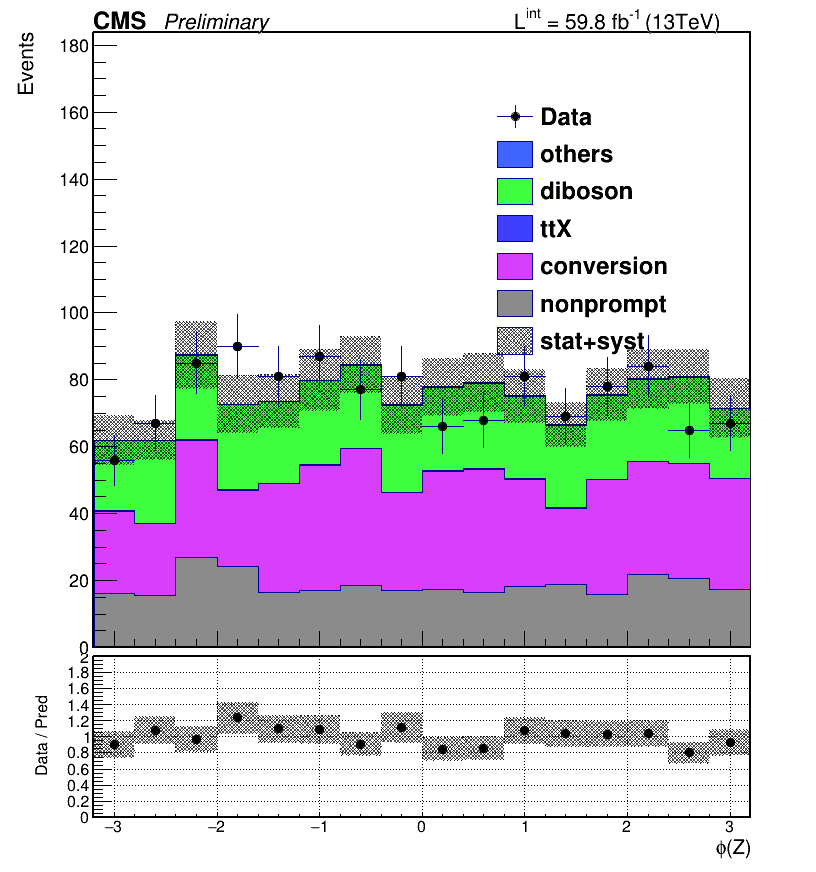 CMS Preliminary L^int = 59.8 fb^-1 (13TeV)
Events
180
160
140
120
100
80
60
40
20
0
Data
others
diboson
ttX
conversion
nonprompt
stat+syst
Data / Pred
2
1.8
1.6
1.4
1.2
1
0.8
0.6
0.4
0.2
0
−3 −2 −1 0 1 2 3
ϕ(Z)